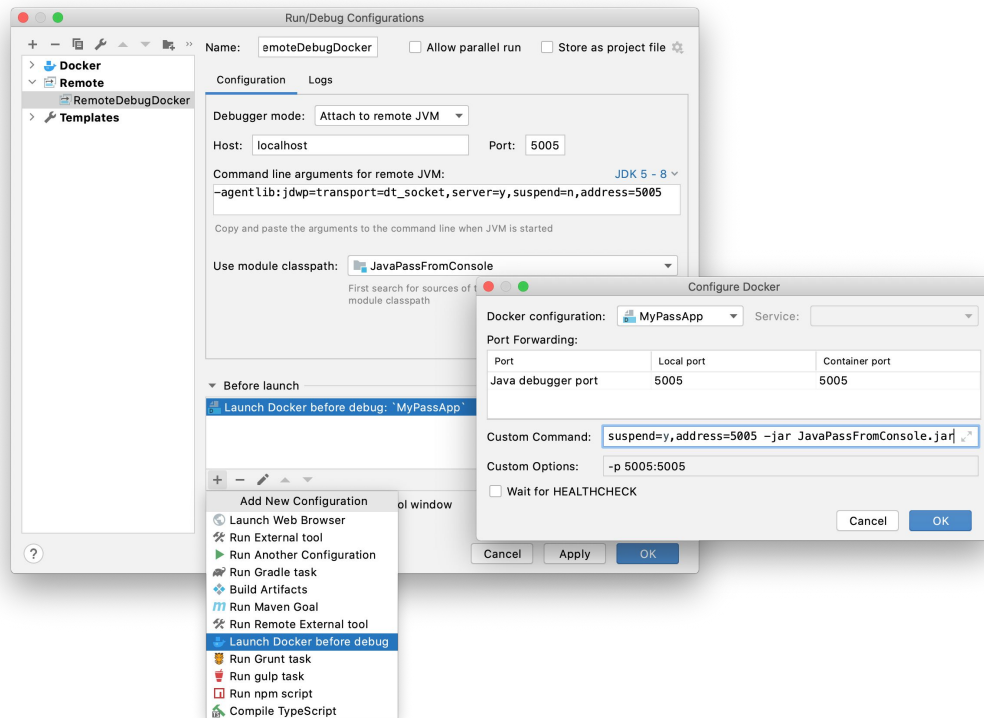 Run/Debug Configurations
Name: emoteDebugDocker Allow parallel run Store as project file
Docker
Remote
RemoteDebugDocker
Templates
Configuration Logs
Debugger mode: Attach to remote JVM
Host: localhost Port: 5005
Command line arguments for remote JVM: JDK 5 - 8
-agentlib:jdwp=transport=dt_socket,server=y,suspend=n,address=5005
Copy and paste the arguments to the command line when JVM is started
Use module classpath: JavaPassFromConsole
First search for sources of
module classpath
Before launch
Launch Docker before debug: `MyPassApp`
ol window
? Cancel Apply OK
Add New Configuration
Launch Web Browser
Run External tool
Run Another Configuration
Run Gradle task
Build Artifacts
Run Maven Goal
Run Remote External tool
Launch Docker before debug
Run Grunt task
Run gulp task
Run npm script
Compile TypeScript
Configure Docker
Docker configuration: MyPassApp Service:
Port Forwarding:
Port Local port Container port
Java debugger port 5005 5005
Custom Command: suspend=y,address=5005 -jar JavaPassFromConsole.jar
Custom Options: -p 5005:5005
Wait for HEALTHCHECK
Cancel OK